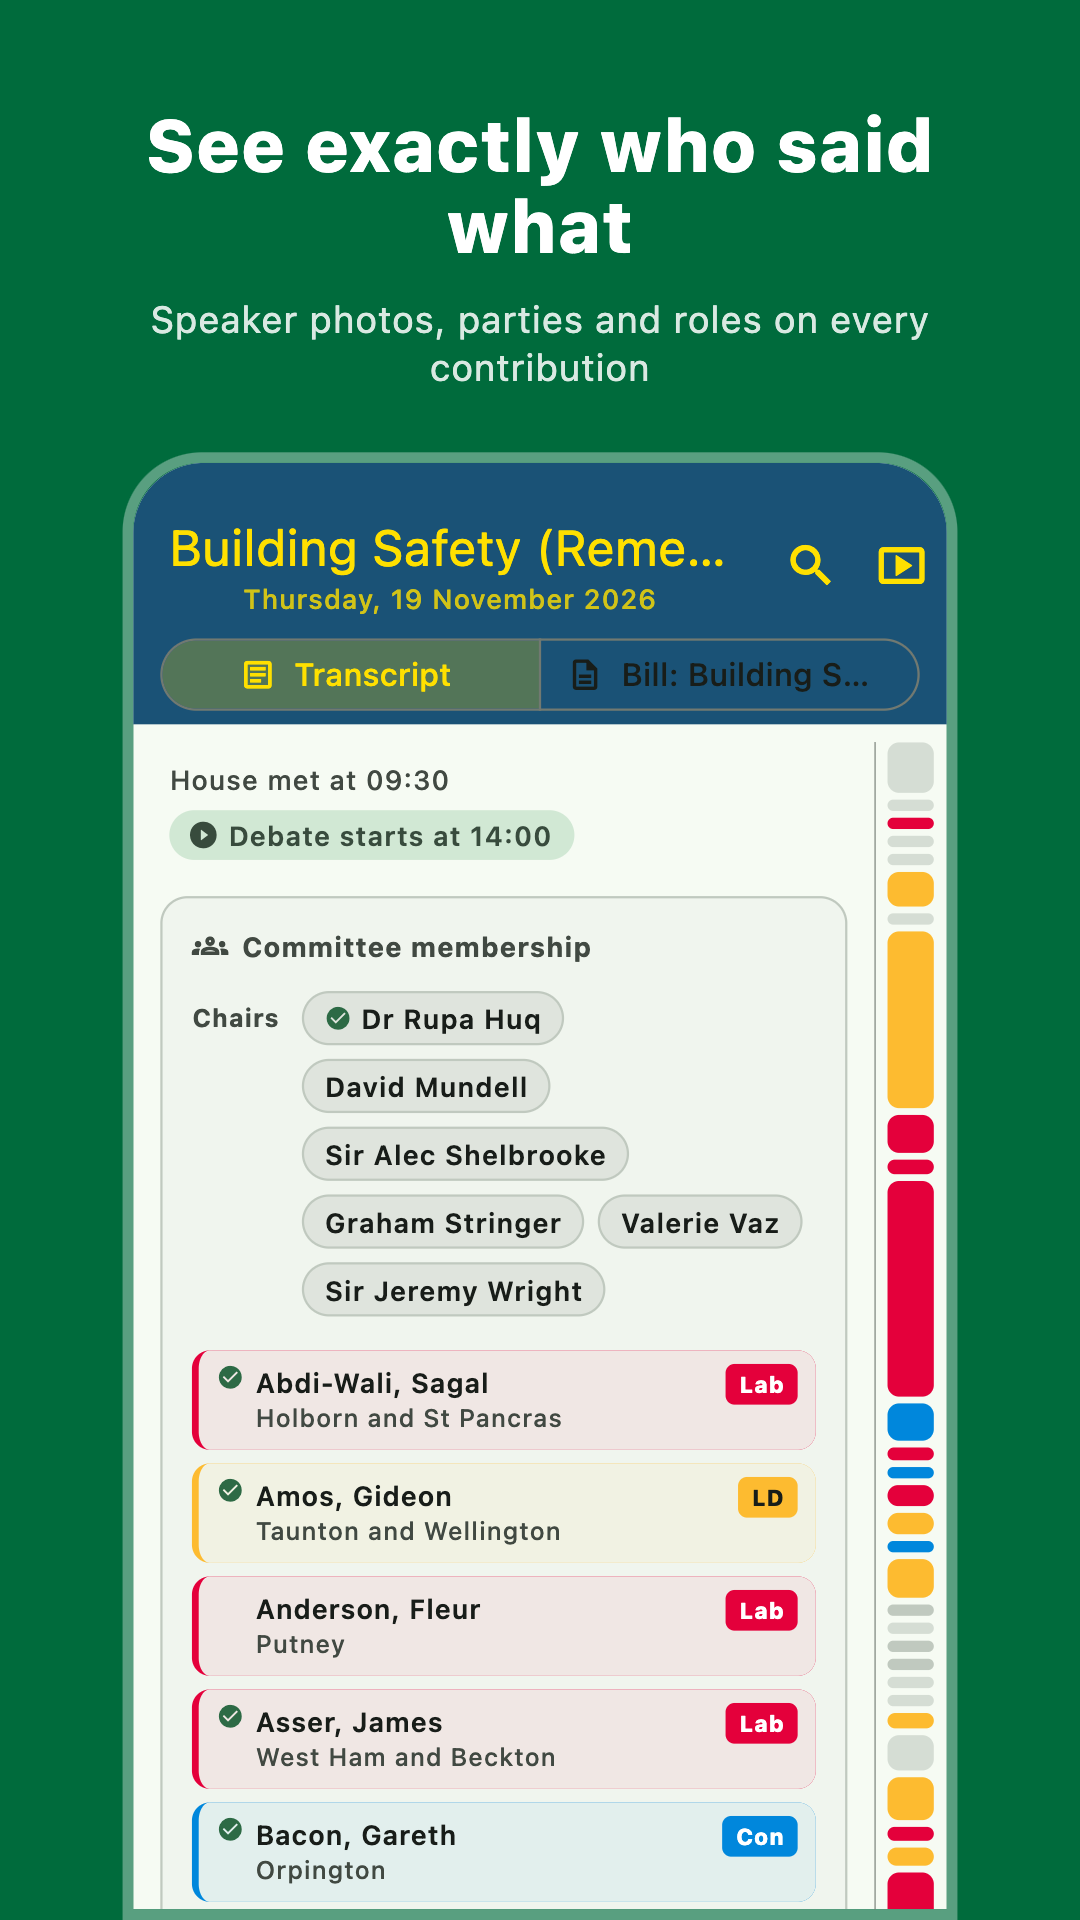 See exactly who said
what
Speaker photos, parties and roles on every
contribution
Building Safety (Reme...
Thursday, 19 November 2026
Transcript
Bill: Building S...
House met at 09:30
Debate starts at 14:00
Committee membership
Chairs
Dr Rupa Huq
David Mundell
Sir Alec Shelbrooke
Graham Stringer
Valerie Vaz
Sir Jeremy Wright
Abdi-Wali, Sagal
Lab
Holborn and St Pancras
Amos, Gideon
LD
Taunton and Wellington
Anderson, Fleur
Lab
Putney
Asser, James
Lab
West Ham and Beckton
Bacon, Gareth
Con
Orpington